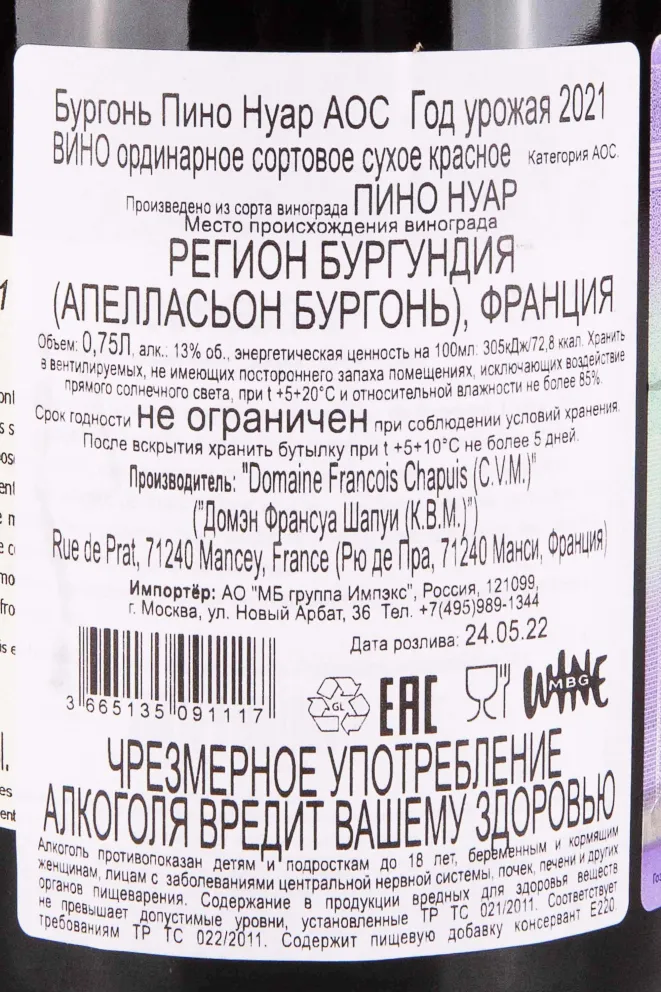 Бургонь Пино Нуар АОС Год урожая 2021
ВИНО ординарное сортовое сухое красное Категория АОС.
Произведено из сорта винограда ПИНО НУАР
Место происхождения винограда
РЕГИОН БУРГУНДИЯ
(АПЕЛЛАСЬОН БУРГОНЬ), ФРАНЦИЯ
Объем: 0,75Л, алк.: 13% об., энергетическая ценность на 100мл: 305кДж/72,8 ккал. Хранить
в вентилируемых, не имеющих постороннего запаха помещениях, исключающих воздействие
прямого солнечного света, при t +5+20°С и относительной влажности не более 85%.
Срок годности не ограничен при соблюдении условий хранения.
После вскрытия хранить бутылку при t +5+10°С не более 5 дней.
Производитель: "Domaine Francois Chapuis (C.V.M.)"
("Домэн Франсуа Шапуи (К.В.М.)")
Rue de Prat, 71240 Mancey, France (Рю де Пра, 71240 Манси, Франция)
Импортёр: АО "МБ группа Импэкс", Россия, 121099,
г. Москва, ул. Новый Арбат, 36 Тел. +7(495)989-1344
Дата розлива: 24.05.22
3 665135 091117
GL
EAC
WINE
MBG
ЧРЕЗМЕРНОЕ УПОТРЕБЛЕНИЕ
АЛКОГОЛЯ ВРЕДИТ ВАШЕМУ ЗДОРОВЬЮ
Алкоголь противопоказан детям и подросткам до 18 лет, беременным и кормящим
женщинам, лицам с заболеваниями центральной нервной системы, почек, печени и других
органов пищеварения. Содержание в продукции вредных для здоровья веществ
не превышает допустимые уровни, установленные ТР ТС 021/2011. Соответствует
требованиям ТР ТС 022/2011. Содержит пищевую добавку консервант Е220.